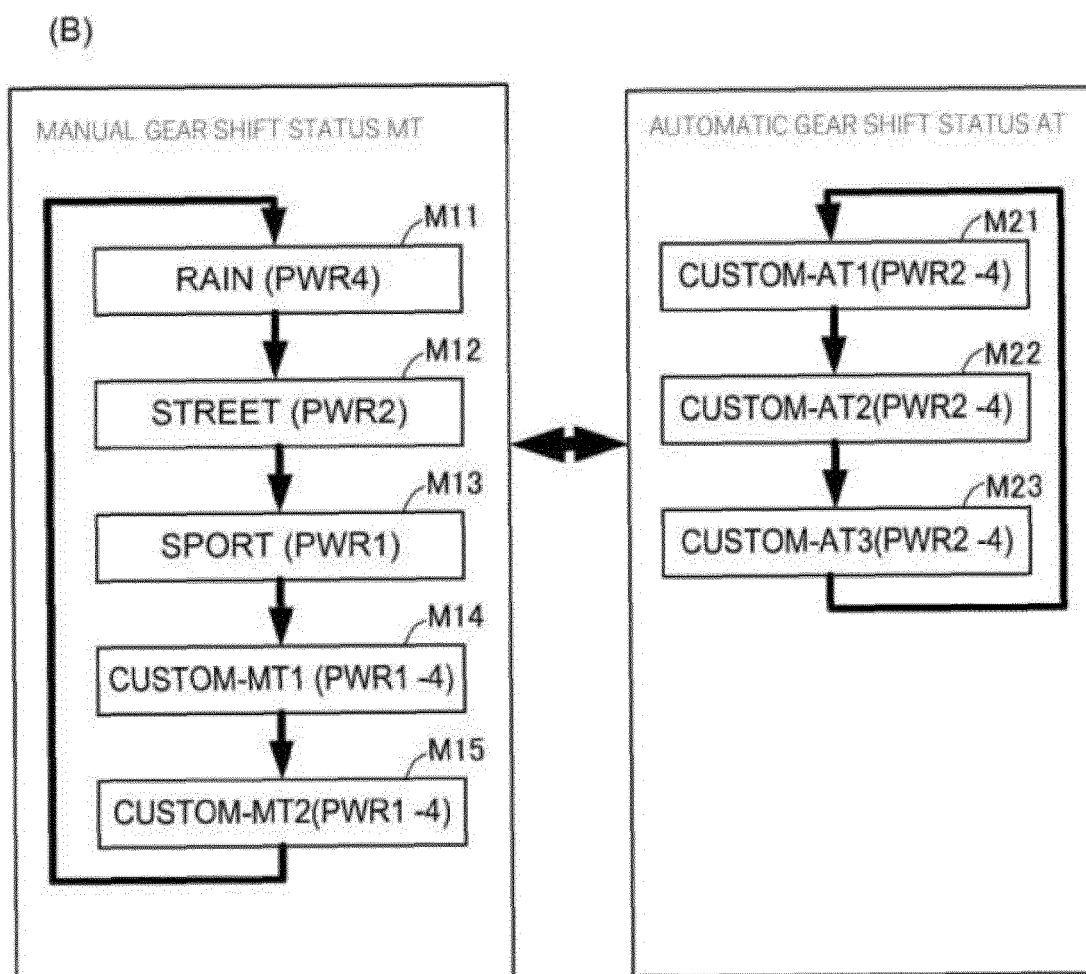 (B)
MANUAL GEAR SHIFT STATUS MT
M11
RAIN (PWR4)
M12
STREET (PWR2)
M13
SPORT (PWR1)
M14
CUSTOM-MT1 (PWR1 -4)
M15
CUSTOM-MT2(PWR1 -4)
AUTOMATIC GEAR SHIFT STATUS AT
M21
CUSTOM-AT1(PWR2 -4)
M22
CUSTOM-AT2(PWR2 -4)
M23
CUSTOM-AT3(PWR2 -4)